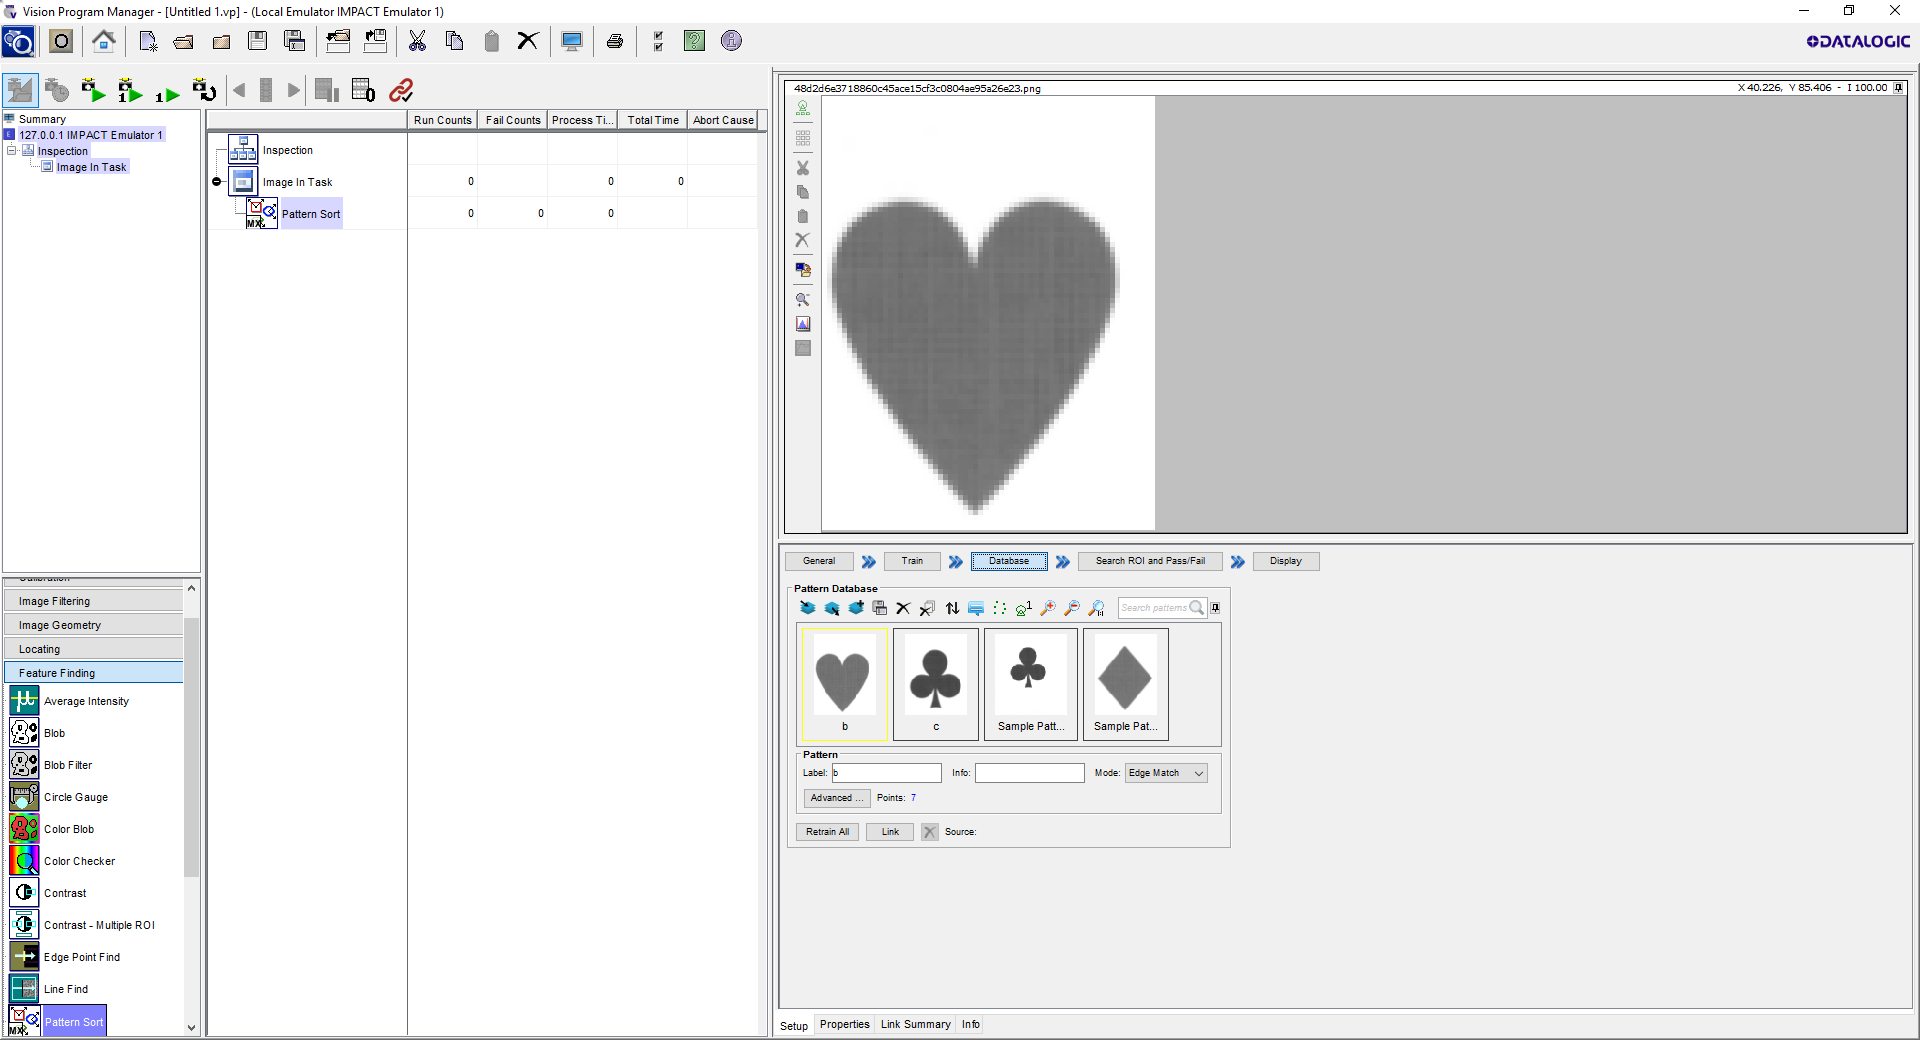 Vision Program Manager - [Untitled 1.vp] - (Local Emulator IMPACT Emulator 1)
DATALOGIC
Summary
127.0.0.1 IMPACT Emulator 1
Inspection
Image In Task
Run Counts Fail Counts Process Ti... Total Time Abort Cause
Inspection
Image In Task 0 0 0
Pattern Sort 0 0 0
48d2d6e3718860c45ace15cf3c0804ae95a26e23.png X 40.226, Y 85.406 - I 100.00
Calibration
Image Filtering
Image Geometry
Locating
Feature Finding
Average Intensity
Blob
Blob Filter
Circle Gauge
Color Blob
Color Checker
Contrast
Contrast - Multiple ROI
Edge Point Find
Line Find
Pattern Sort
General Train Database Search ROI and Pass/Fail Display
Pattern Database
Search patterns
b c Sample Patt... Sample Pat...
Pattern
Label: b Info: Mode: Edge Match
Advanced ... Points: 7
Retrain All Link Source:
Setup Properties Link Summary Info